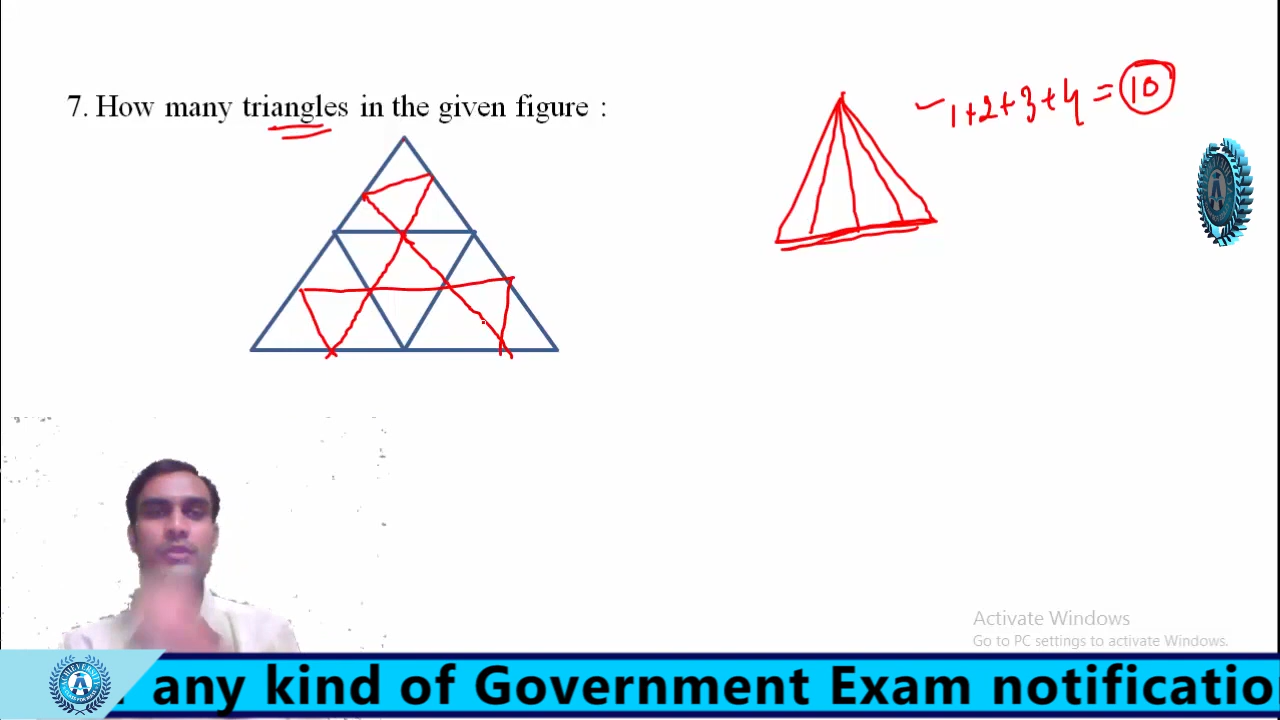 7. How many triangles in the given figure :
1+2+3+4 = 10
Activate Windows
Go to PC settings to activate Windows.
any kind of Government Exam notificatio